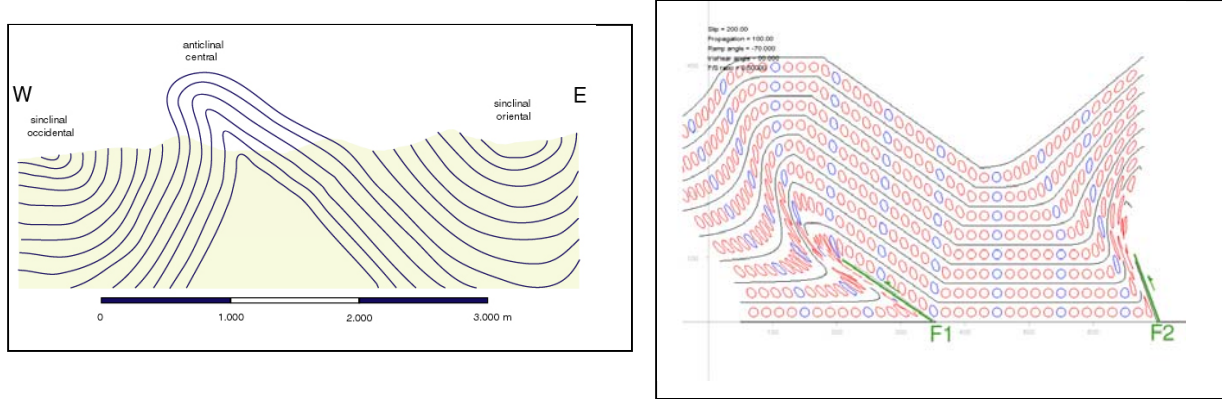 anticlinal
central
W
E
sinclinal
occidental
sinclinal
oriental
0
1.000
2.000
3.000 m
Slip = 200.00
Propagation = 100.00
Ramp angle = -70.000
F1
F2